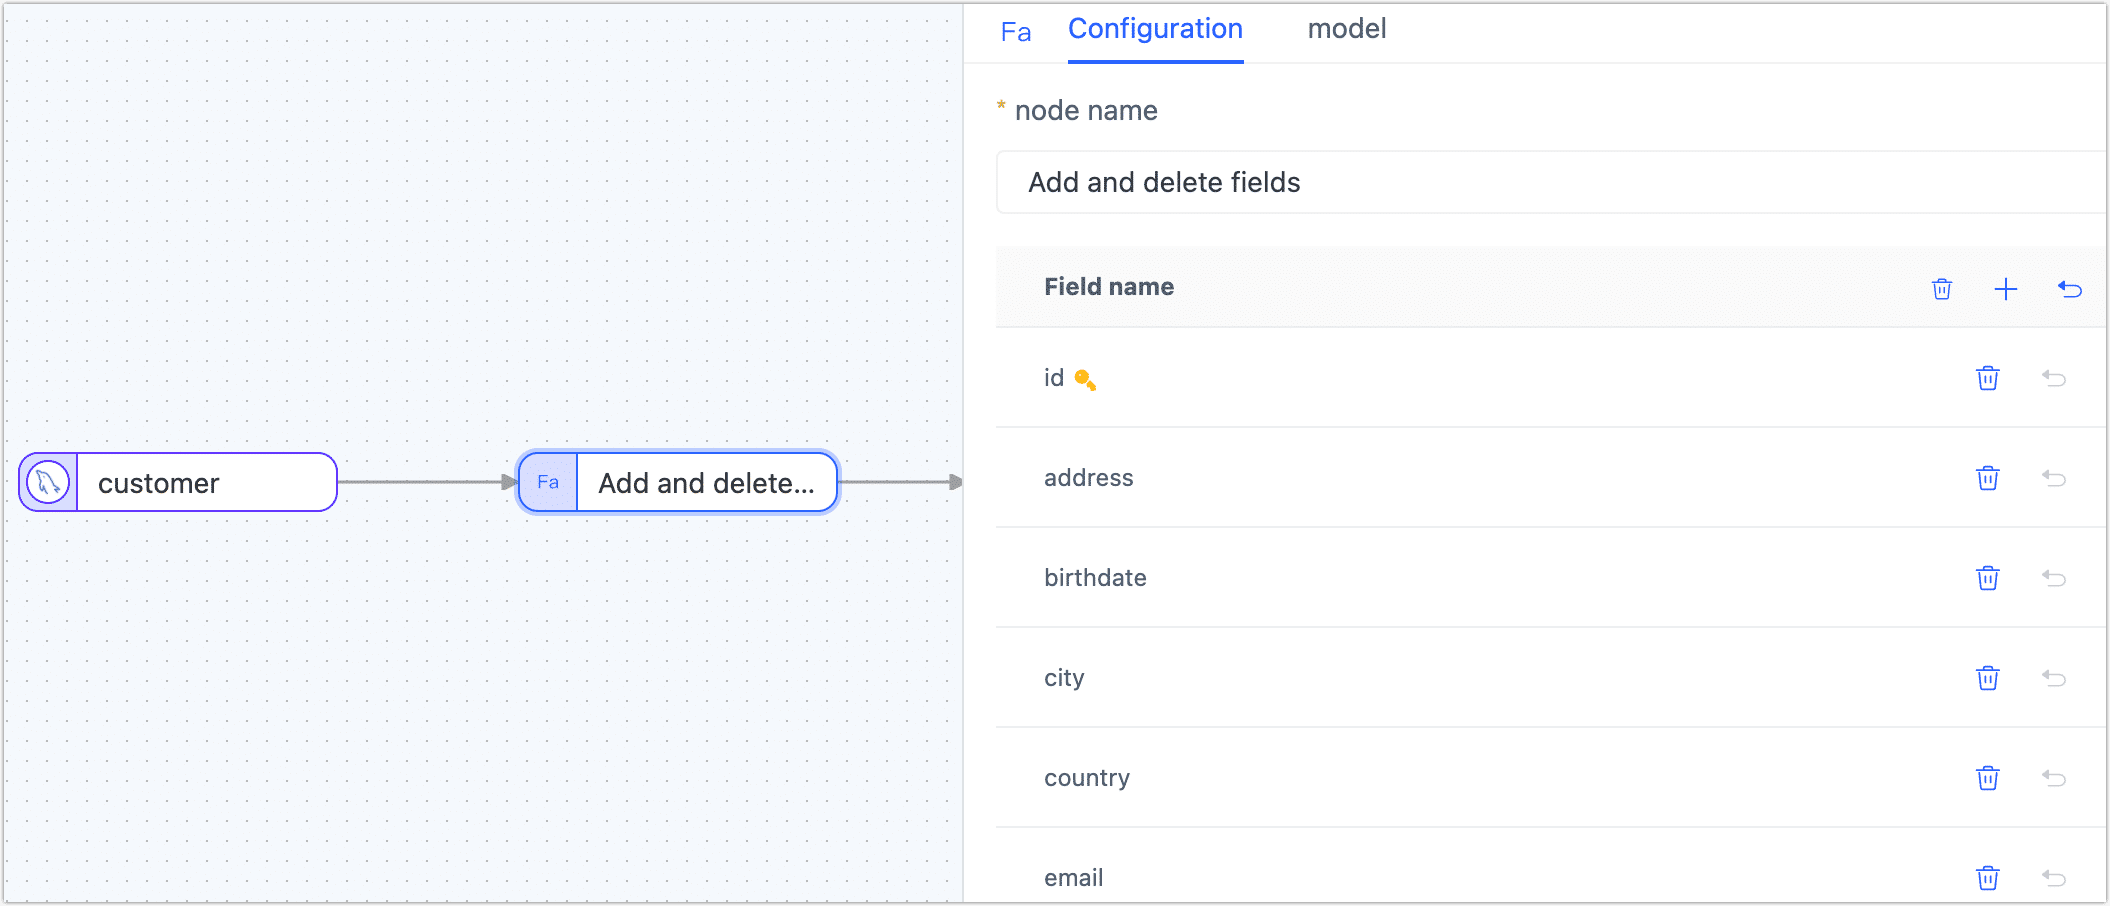 Fa Configuration model
* node name
Add and delete fields
Field name
id
address
birthdate
city
country
email
customer
Fa Add and delete...